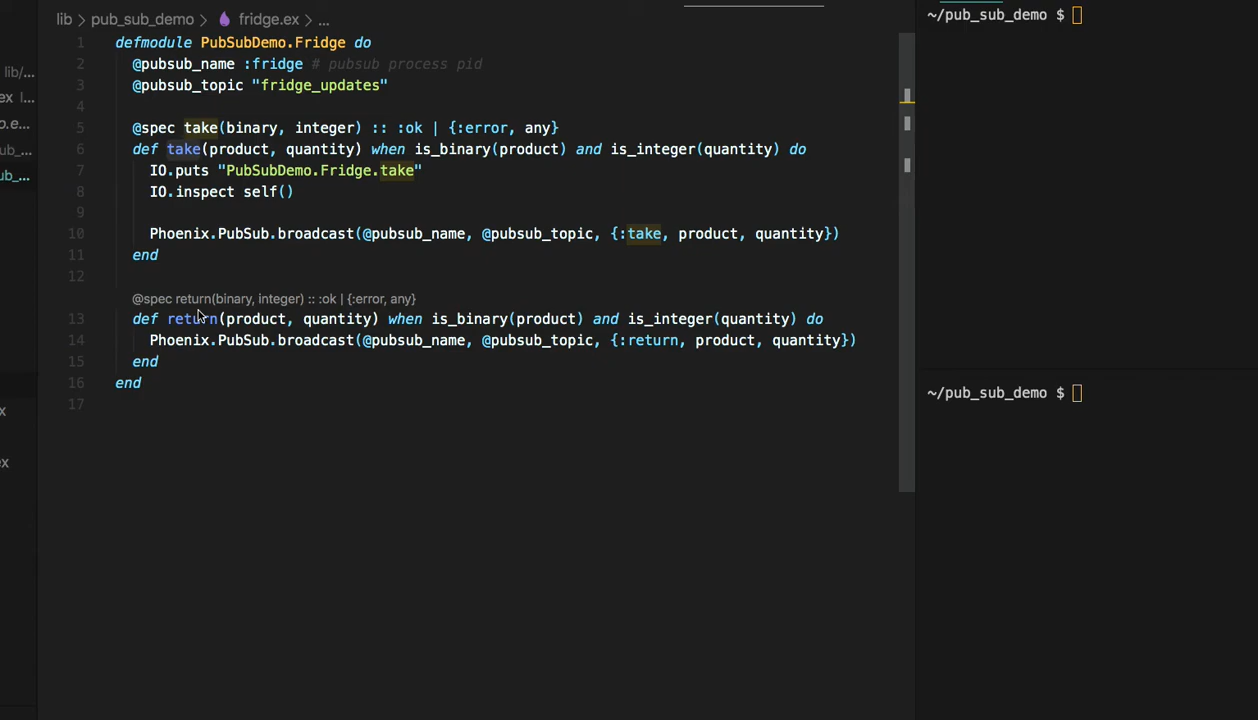 lib > pub_sub_demo > fridge.ex > ...
lib/...
ex l...
o.e...
ub_...
ub_...
x
ex
1 defmodule PubSubDemo.Fridge do
2 @pubsub_name :fridge # pubsub process pid
3 @pubsub_topic "fridge_updates"
4
5 @spec take(binary, integer) :: :ok | {:error, any}
6 def take(product, quantity) when is_binary(product) and is_integer(quantity) do
7 IO.puts "PubSubDemo.Fridge.take"
8 IO.inspect self()
9
10 Phoenix.PubSub.broadcast(@pubsub_name, @pubsub_topic, {:take, product, quantity})
11 end
12
@spec return(binary, integer) :: :ok | {:error, any}
13 def return(product, quantity) when is_binary(product) and is_integer(quantity) do
14 Phoenix.PubSub.broadcast(@pubsub_name, @pubsub_topic, {:return, product, quantity})
15 end
16 end
17
~/pub_sub_demo $
~/pub_sub_demo $